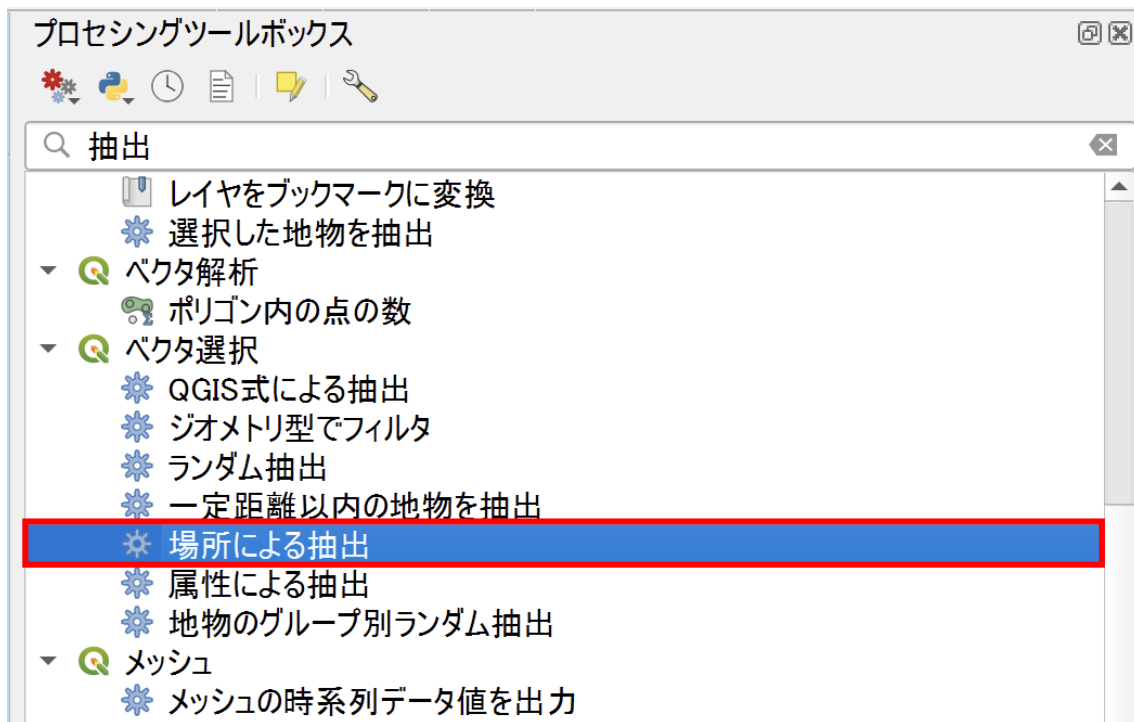 プロセシングツールボックス
抽出
レイヤをブックマークに変換
選択した地物を抽出
ベクタ解析
ポリゴン内の点の数
ベクタ選択
QGIS式による抽出
ジオメトリ型でフィルタ
ランダム抽出
一定距離以内の地物を抽出
場所による抽出
属性による抽出
地物のグループ別ランダム抽出
メッシュ
メッシュの時系列データ値を出力